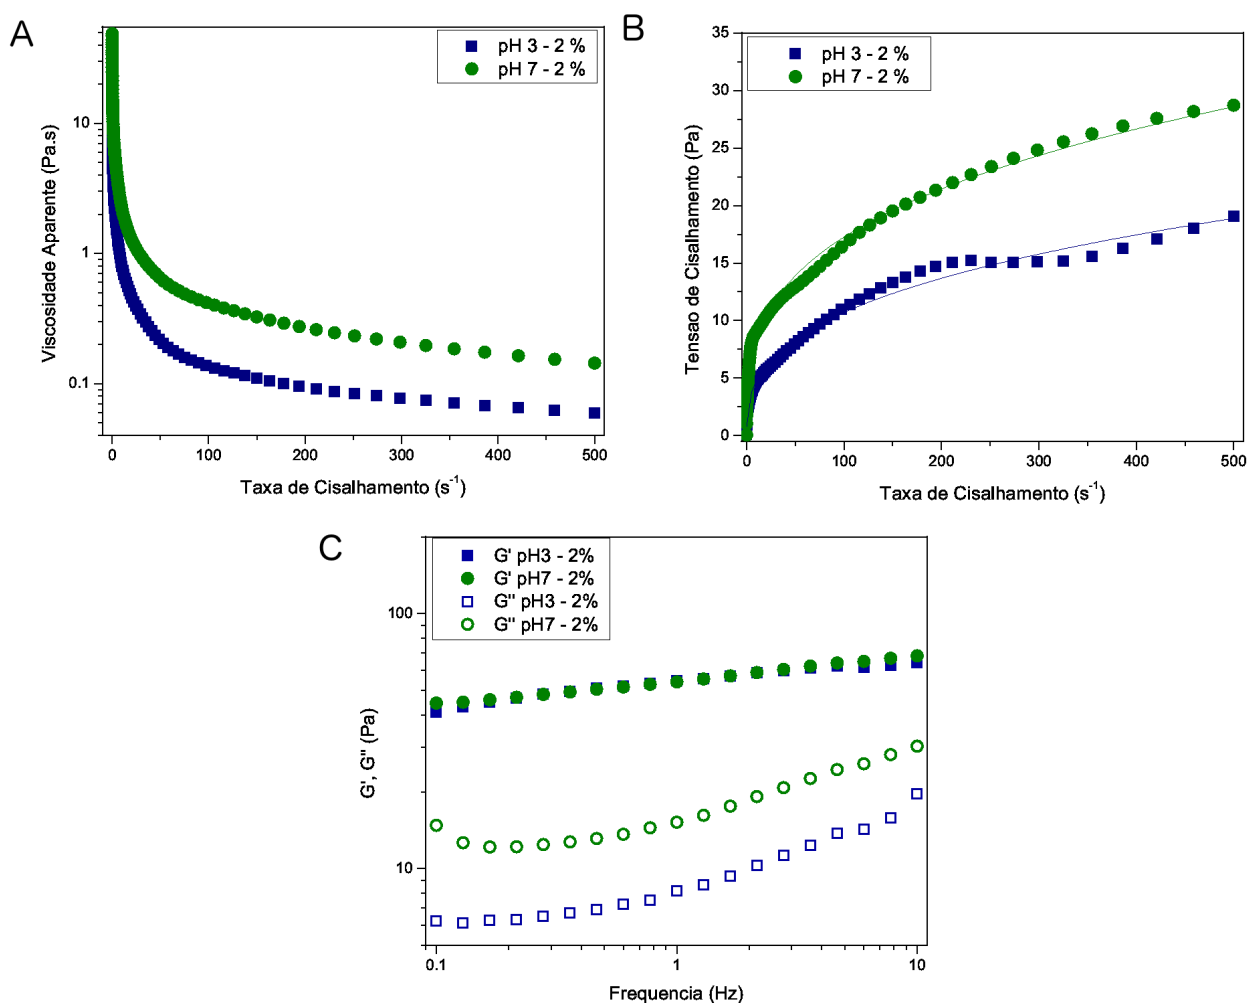 A
pH 3 - 2 %
pH 7 - 2 %
10
1
0.1
Viscosidade Aparente (Pa.s)
0
100
200
300
400
500
Taxa de Cisalhamento (s⁻¹)
B
pH 3 - 2 %
pH 7 - 2 %
35
30
25
20
15
10
5
0
Tensao de Cisalhamento (Pa)
0
100
200
300
400
500
Taxa de Cisalhamento (s⁻¹)
C
G' pH3 - 2%
G' pH7 - 2%
G" pH3 - 2%
G" pH7 - 2%
100
10
G', G" (Pa)
0.1
1
10
Frequencia (Hz)